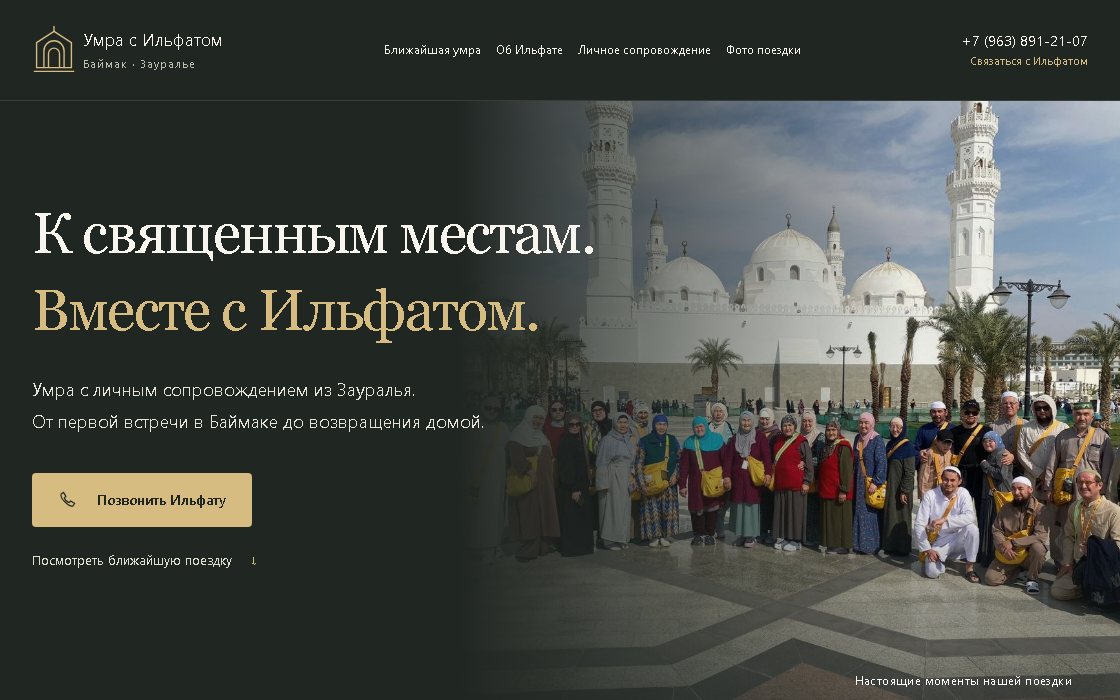 Умра с Ильфатом
Баймак · Зауралье
Ближайшая умра
Об Ильфате
Личное сопровождение
Фото поездки
+7 (963) 891-21-07
Связаться с Ильфатом
К священным местам.
Вместе с Ильфатом.
Умра с личным сопровождением из Зауралья.
От первой встречи в Баймаке до возвращения домой.
Позвонить Ильфату
Посмотреть ближайшую поездку ↓
Настоящие моменты нашей поездки